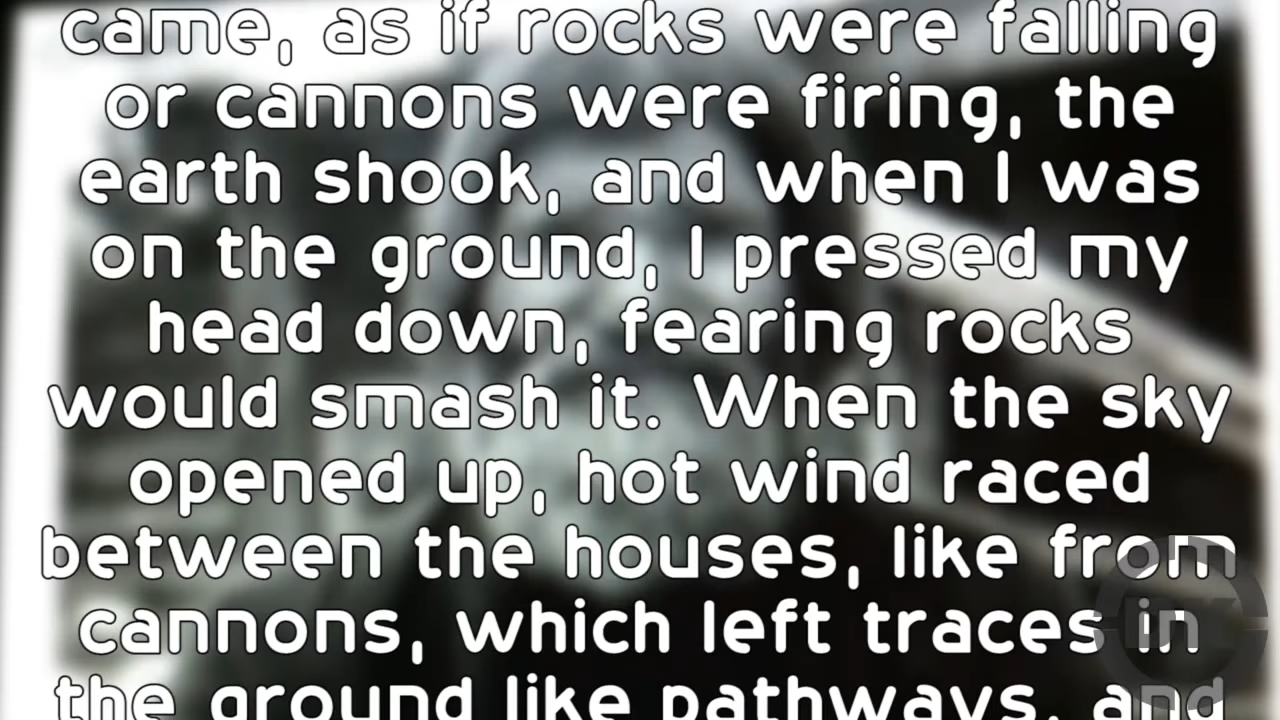 came, as if rocks were falling
or cannons were firing, the
earth shook, and when I was
on the ground, I pressed my
head down, fearing rocks
would smash it. When the sky
opened up, hot wind raced
between the houses, like from
cannons, which left traces in
the ground like pathways, and